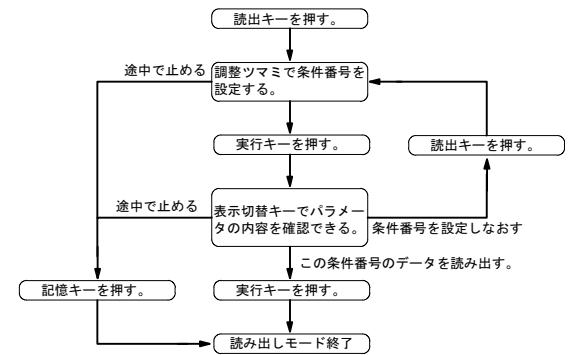 読出キーを押す。
途中で止める
調整ツマミで条件番号を
設定する。
実行キーを押す。
読出キーを押す。
途中で止める
表示切替キーでパラメー
タの内容を確認できる。
条件番号を設定しなおす
この条件番号のデータを読み出す。
記憶キーを押す。
実行キーを押す。
読み出しモード終了